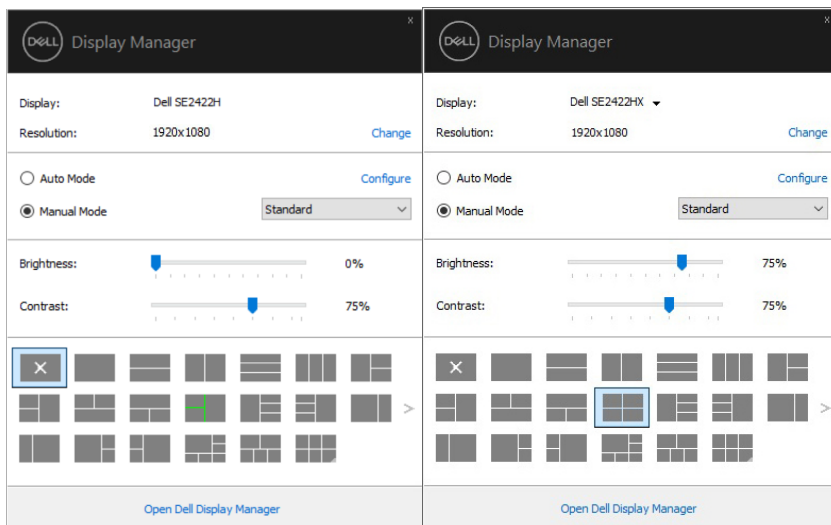 x
DELL Display Manager
Display: Dell SE2422H
Resolution: 1920x1080 Change
Auto Mode Configure
Manual Mode Standard
Brightness: 0%
Contrast: 75%
Open Dell Display Manager
x
DELL Display Manager
Display: Dell SE2422HX
Resolution: 1920x1080 Change
Auto Mode Configure
Manual Mode Standard
Brightness: 75%
Contrast: 75%
Open Dell Display Manager